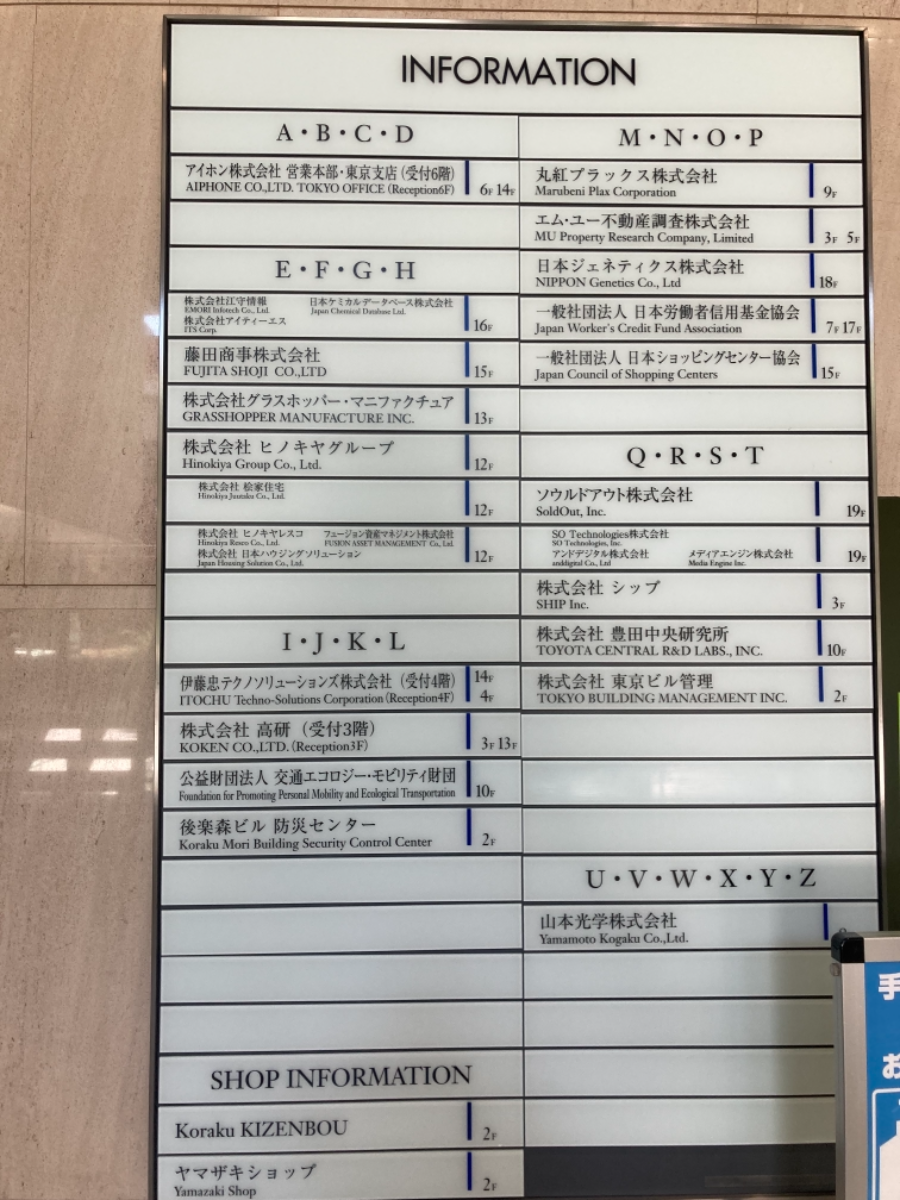 INFORMATION
A・B・C・D
アイホン株式会社 営業本部・東京支店（受付6階）
AIPHONE CO.,LTD. TOKYO OFFICE (Reception6F)
6F 14F
E・F・G・H
株式会社江守情報
EMORI Infotech Co., Ltd.
日本ケミカルデータベース株式会社
Japan Chemical Database Ltd.
株式会社アイティーエス
ITS Corp.
16F
藤田商事株式会社
FUJITA SHOJI CO.,LTD
15F
株式会社グラスホッパー・マニファクチュア
GRASSHOPPER MANUFACTURE INC.
13F
株式会社 ヒノキヤグループ
Hinokiya Group Co., Ltd.
12F
株式会社 桧家住宅
Hinokiya Juutaku Co., Ltd.
12F
株式会社 ヒノキヤレスコ
Hinokiya Resco Co., Ltd.
フュージョン資産マネジメント株式会社
FUSION ASSET MANAGEMENT Co., Ltd.
株式会社 日本ハウジングソリューション
Japan Housing Solution Co., Ltd.
12F
I・J・K・L
伊藤忠テクノソリューションズ株式会社（受付4階）
ITOCHU Techno-Solutions Corporation (Reception4F)
14F
4F
株式会社 高研（受付3階）
KOKEN CO.,LTD. (Reception3F)
3F 13F
公益財団法人 交通エコロジー・モビリティ財団
Foundation for Promoting Personal Mobility and Ecological Transportation
10F
後楽森ビル 防災センター
Koraku Mori Building Security Control Center
2F
SHOP INFORMATION
Koraku KIZENBOU
2F
ヤマザキショップ
Yamazaki Shop
2F
M・N・O・P
丸紅プラックス株式会社
Marubeni Plax Corporation
9F
エム・ユー不動産調査株式会社
MU Property Research Company, Limited
3F 5F
日本ジェネティクス株式会社
NIPPON Genetics Co., Ltd
18F
一般社団法人 日本労働者信用基金協会
Japan Worker's Credit Fund Association
7F 17F
一般社団法人 日本ショッピングセンター協会
Japan Council of Shopping Centers
15F
Q・R・S・T
ソウルドアウト株式会社
SoldOut, Inc.
19F
SO Technologies株式会社
SO Technologies, Inc.
アンドデジタル株式会社
anddigital Co., Ltd
メディアエンジン株式会社
Media Engine Inc.
19F
株式会社 シップ
SHIP Inc.
3F
株式会社 豊田中央研究所
TOYOTA CENTRAL R&D LABS., INC.
10F
株式会社 東京ビル管理
TOKYO BUILDING MANAGEMENT INC.
2F
U・V・W・X・Y・Z
山本光学株式会社
Yamamoto Kogaku Co.,Ltd.
手
お